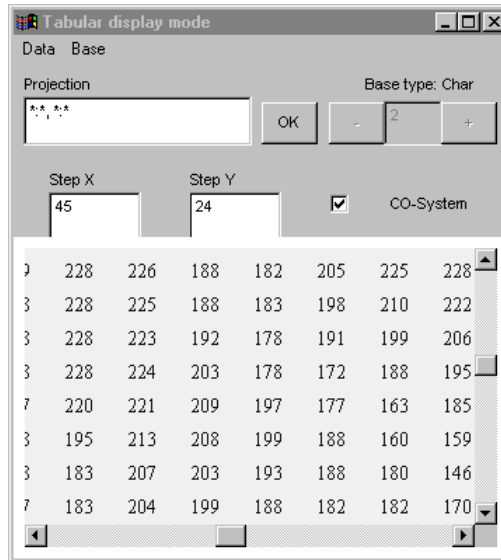 Tabular display mode
Data Base
Projection Base type: Char
*:*, *:* OK - 2 +
Step X Step Y
45 24 CO-System
228 226 188 182 205 225 228
228 225 188 183 198 210 222
228 223 192 178 191 199 206
228 224 203 178 172 188 195
220 221 209 197 177 163 185
195 213 208 199 188 160 159
183 207 203 193 188 180 146
183 204 199 188 182 182 170